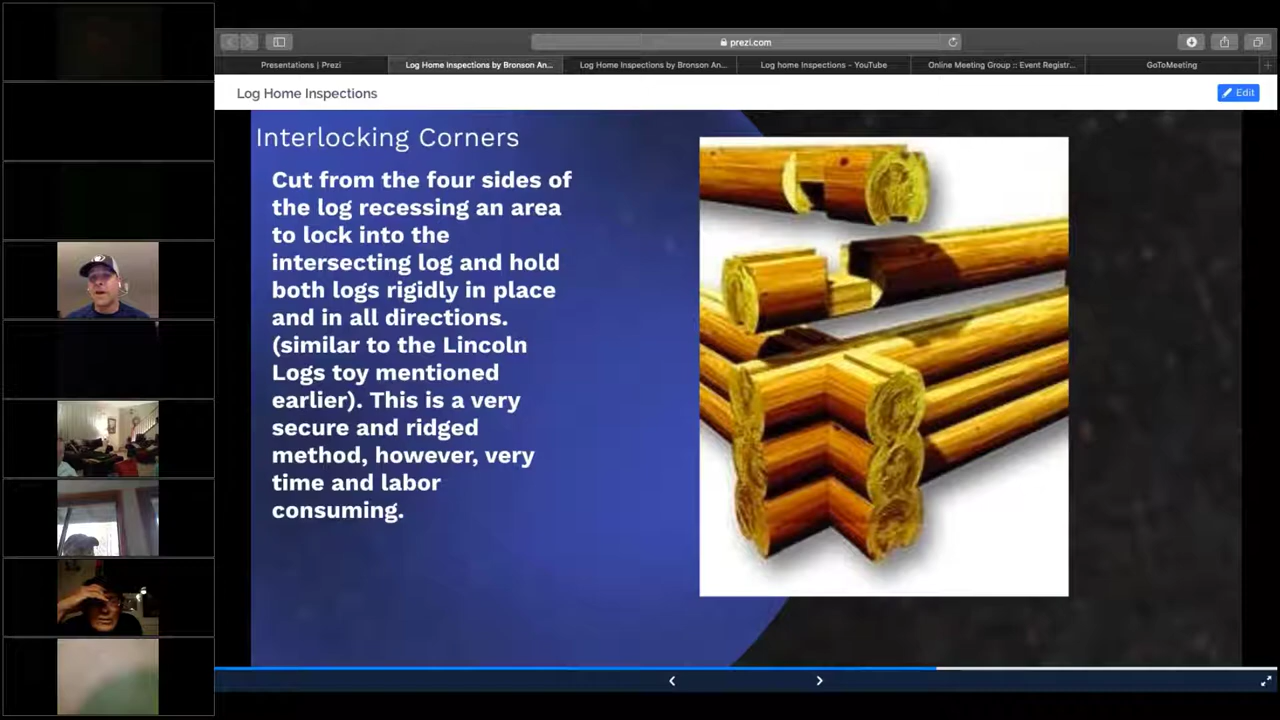 prezi.com
Presentations | Prezi
Log Home Inspections by Bronson An...
Log Home Inspections by Bronson An...
Log home Inspections - YouTube
Online Meeting Group :: Event Registr...
GoToMeeting
Log Home Inspections
Edit
Interlocking Corners
Cut from the four sides of
the log recessing an area
to lock into the
intersecting log and hold
both logs rigidly in place
and in all directions.
(similar to the Lincoln
Logs toy mentioned
earlier). This is a very
secure and ridged
method, however, very
time and labor
consuming.